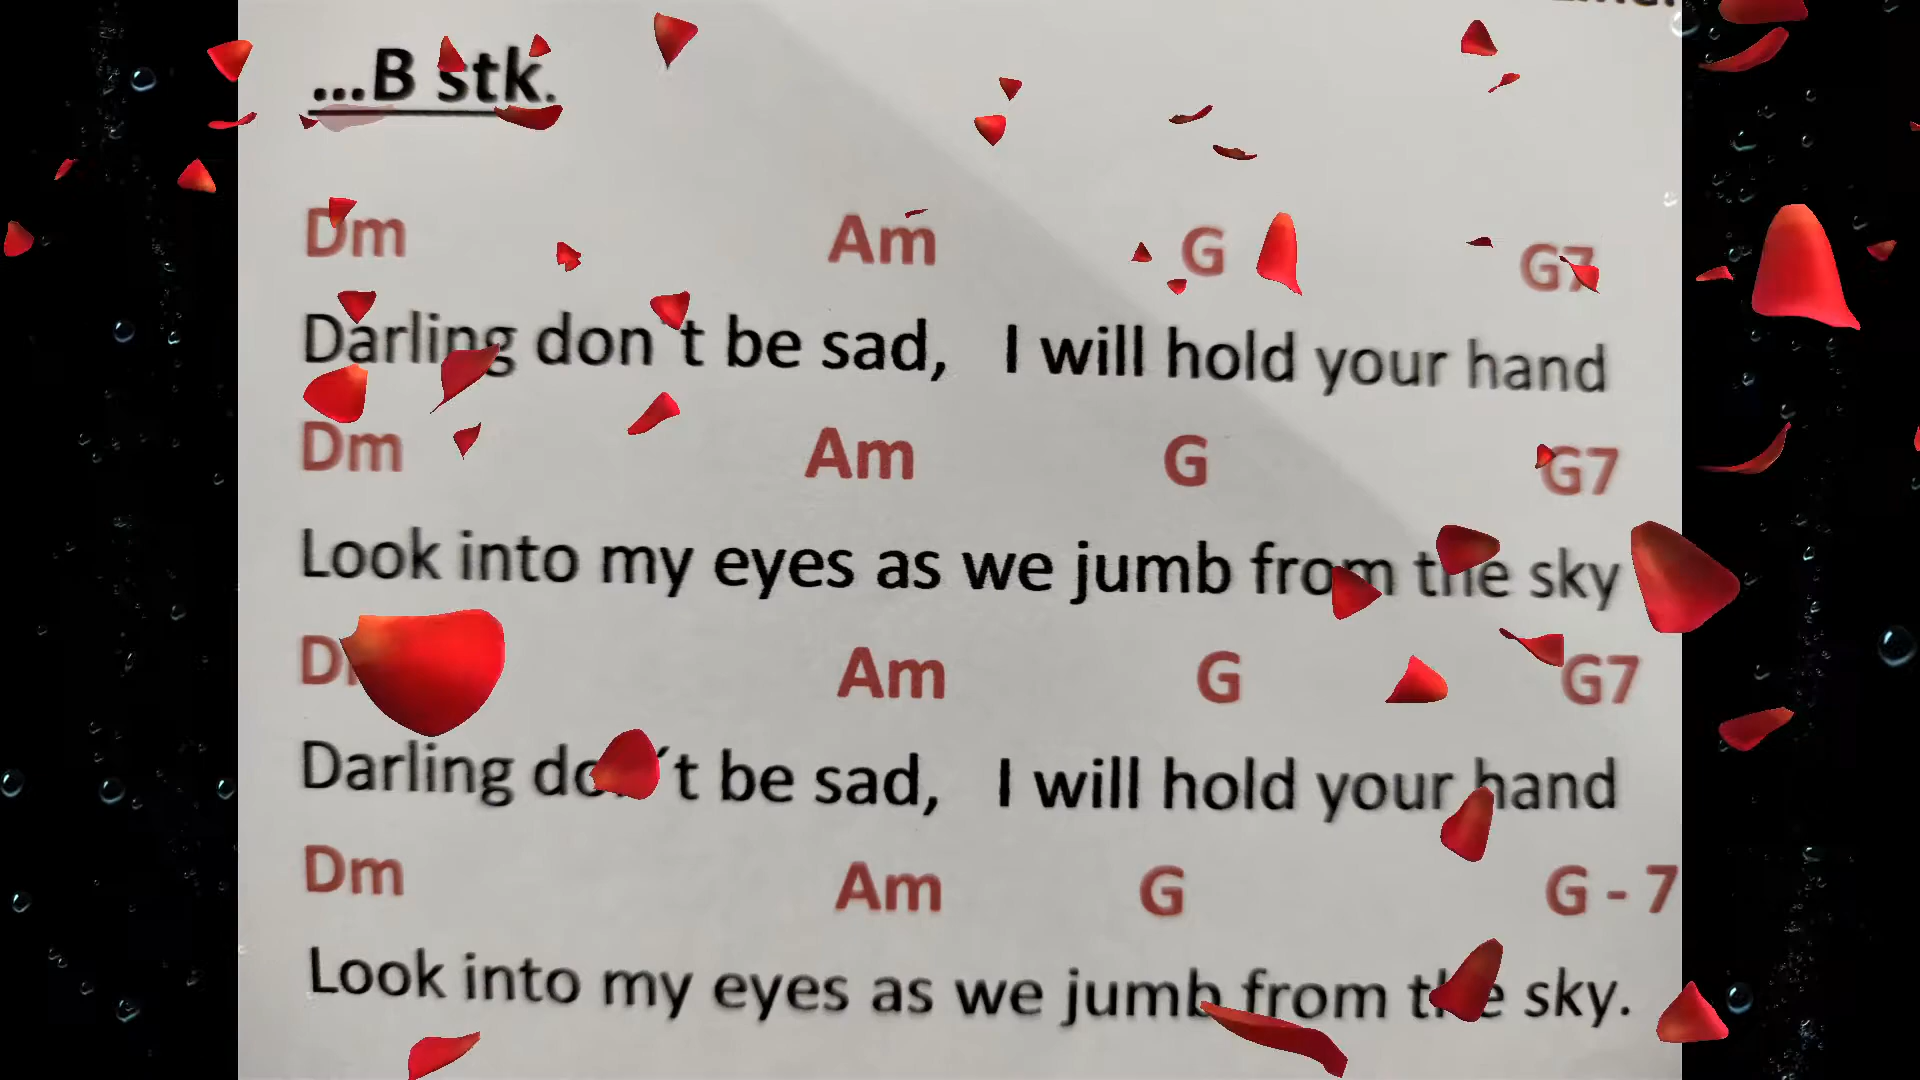 ...B stk.
Dm Am G G7
Darling don´t be sad, I will hold your hand
Dm Am G G7
Look into my eyes as we jumb from the sky
Am G G7
Darling don´t be sad, I will hold your hand
Dm Am G G - 7
Look into my eyes as we jumb from the sky.